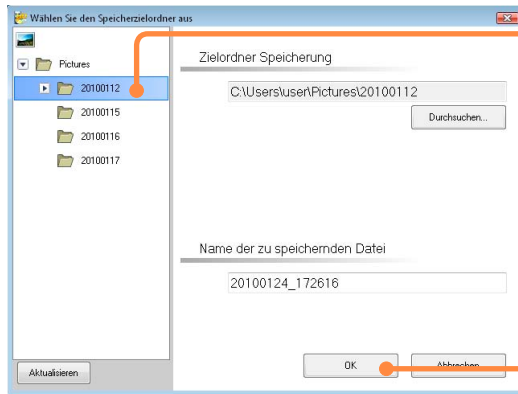 Wählen Sie den Speicherzielordner aus
Pictures
20100112
20100115
20100116
20100117
Aktualisieren
Zielordner Speicherung
C:\Users\user\Pictures\20100112
Durchsuchen...
Name der zu speichernden Datei
20100124_172616
OK
Abbrechen